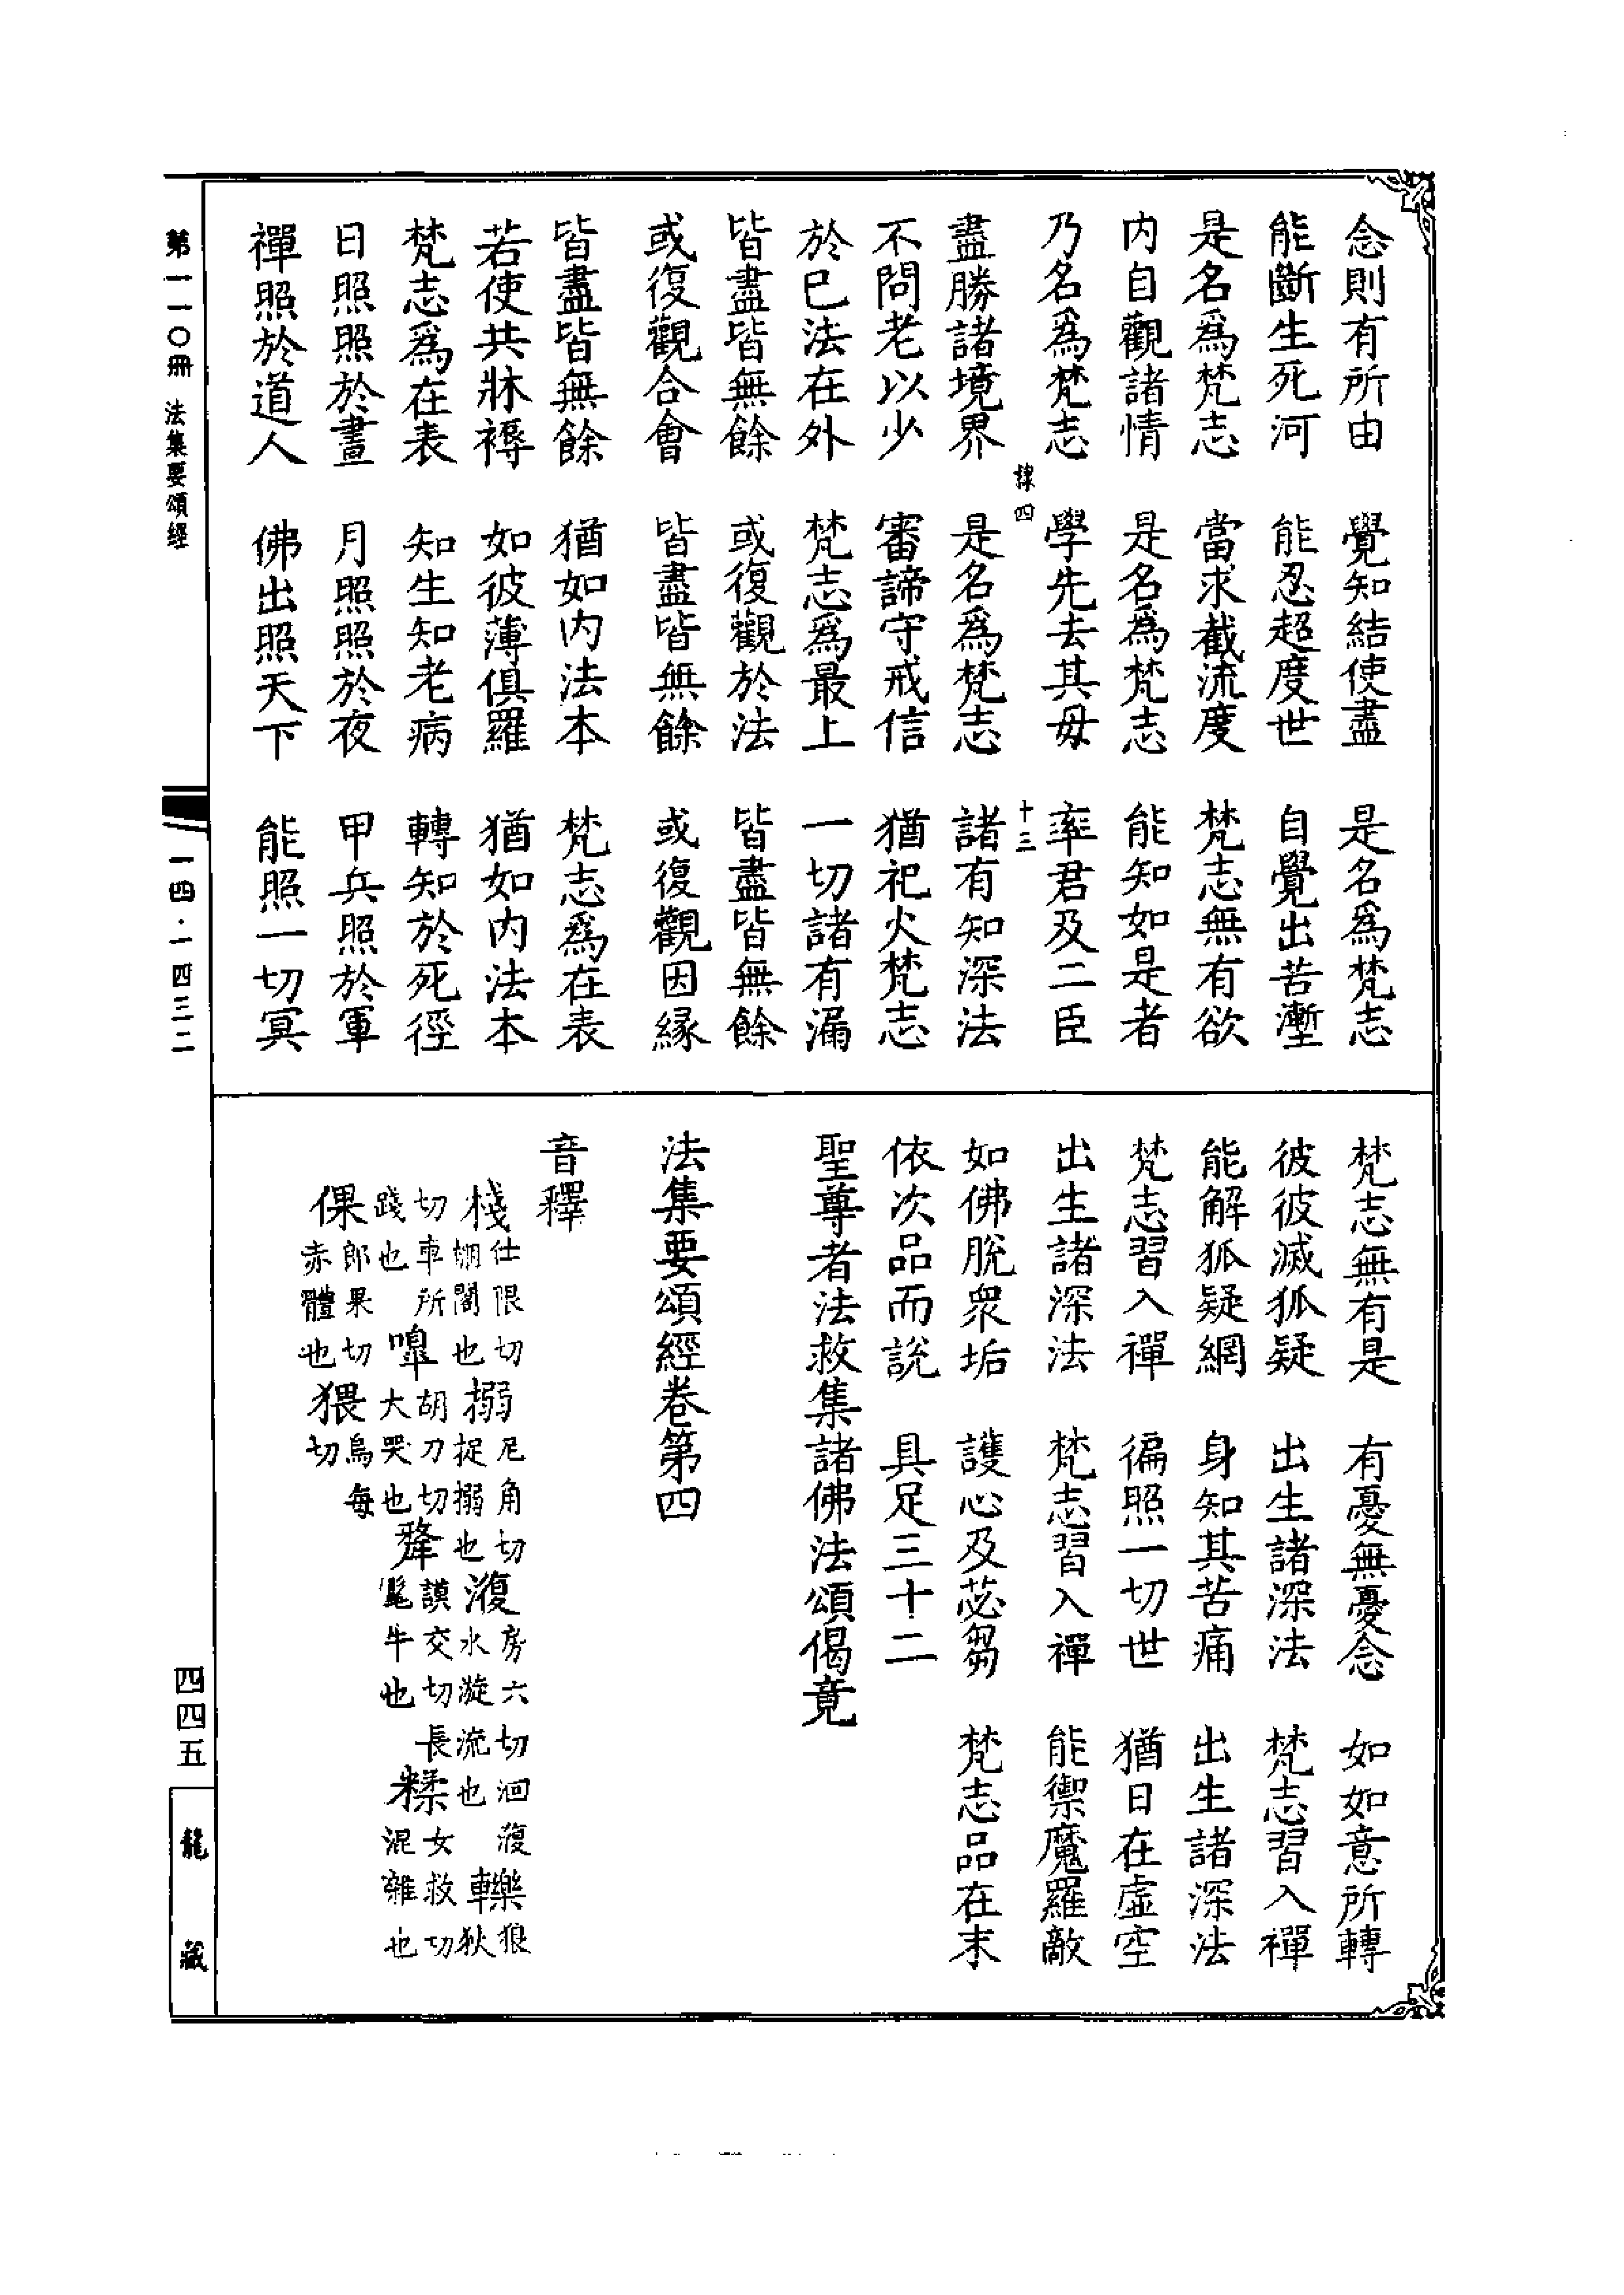 念則有所由　覺知結使盡　是名爲梵志
能斷生死河　能忍超度世　自覺出苦塹
是名爲梵志　當求截流度　梵志無有欲
内自觀諸情　是名爲梵志　能知如是者
乃名爲梵志　學先去其母　率君及二臣
隸四　十三
盡勝諸境界　是名爲梵志　諸有知深法
不問老以少　審諦守戒信　猶祀火梵志
於已法在外　梵志爲最上　一切諸有漏
皆盡皆無餘　或復觀於法　皆盡皆無餘
或復觀合會　皆盡皆無餘　或復觀因緣
皆盡皆無餘　猶如内法本　梵志爲在表
若使共牀褥　如彼薄俱羅　猶如内法本
梵志爲在表　知生知老病　轉知於死徑
日照照於晝　月照照於夜　甲兵照於軍
禪照於道人　佛出照天下　能照一切冥
梵志無有是　有憂無憂念　如如意所轉
彼彼滅狐疑　出生諸深法　梵志習入禪
能解狐疑網　身知其苦痛　出生諸深法
梵志習入禪　徧照一切世　猶日在虛空
出生諸深法　梵志習入禪　能禦魔羅敵
如佛脫衆垢　護心及苾芻　梵志品在末
依次品而說　具足三十二
聖尊者法救集諸佛法頌偈竟
法集要頌經卷第四
音釋
棧仕限切棚閣也　搦尼角切捉搦也　澓房六切洄澓水漩流也　轢狼狄
切車所踐也　嘷胡刀切大哭也　犛謨交切長髦牛也　糅女救切混雜也
倮郎果切赤體也　猥烏每切
第一一〇冊　法集要頌經
一四·一四三二
四四五
龍藏